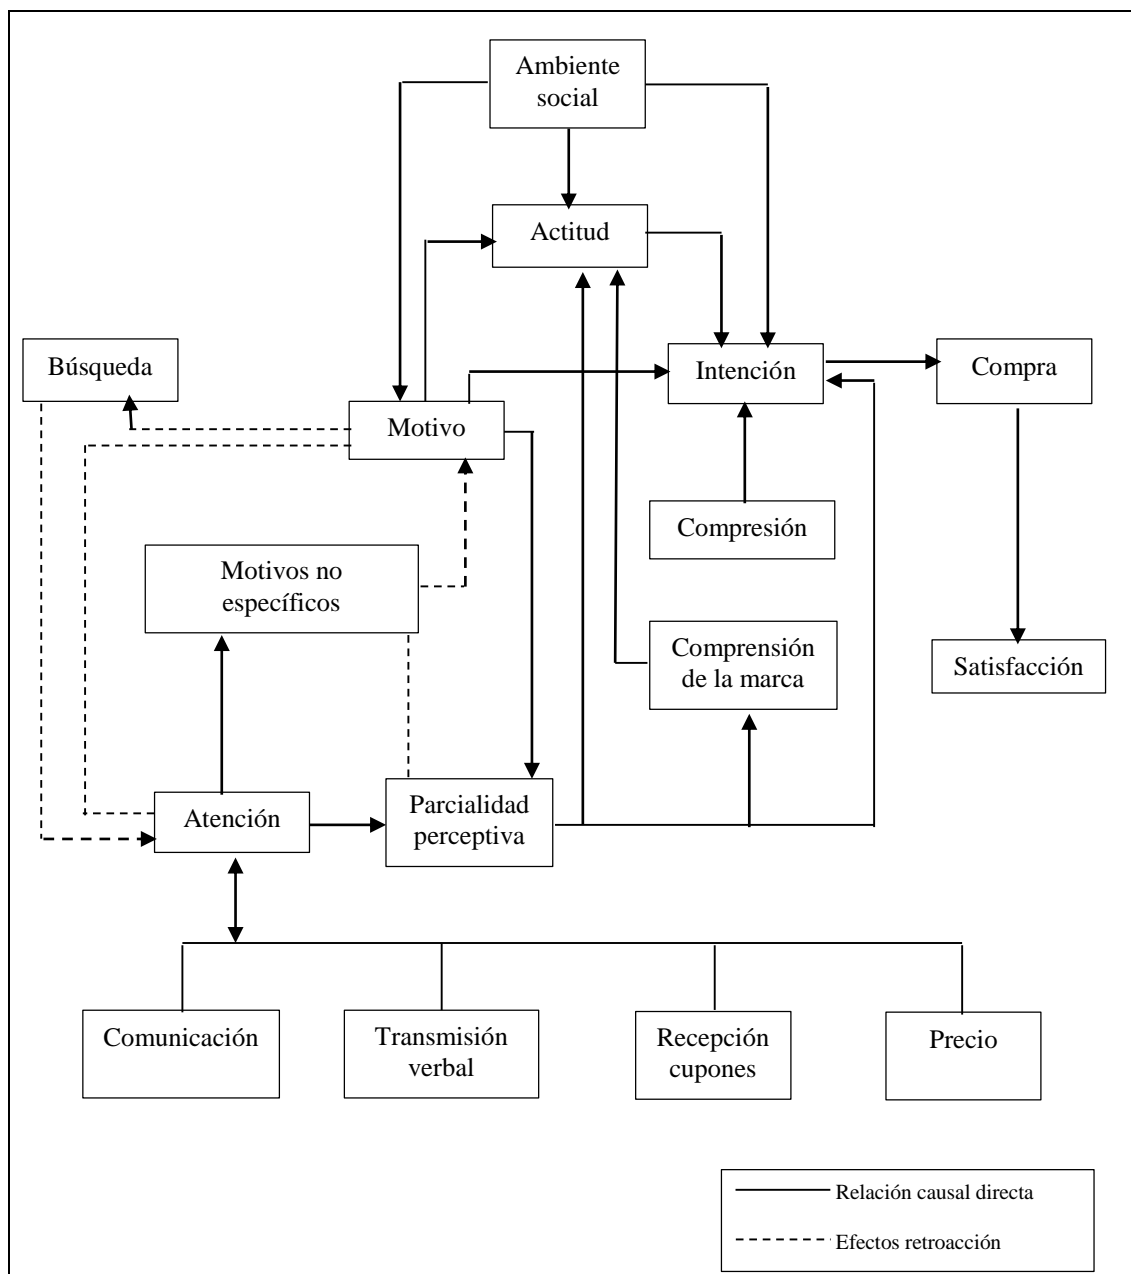 Ambiente
social
Actitud
Búsqueda
Intención
Compra
Motivo
Compresión
Motivos no
específicos
Comprensión
de la marca
Satisfacción
Atención
Parcialidad
perceptiva
Comunicación
Transmisión
verbal
Recepción
cupones
Precio
Relación causal directa
Efectos retroacción